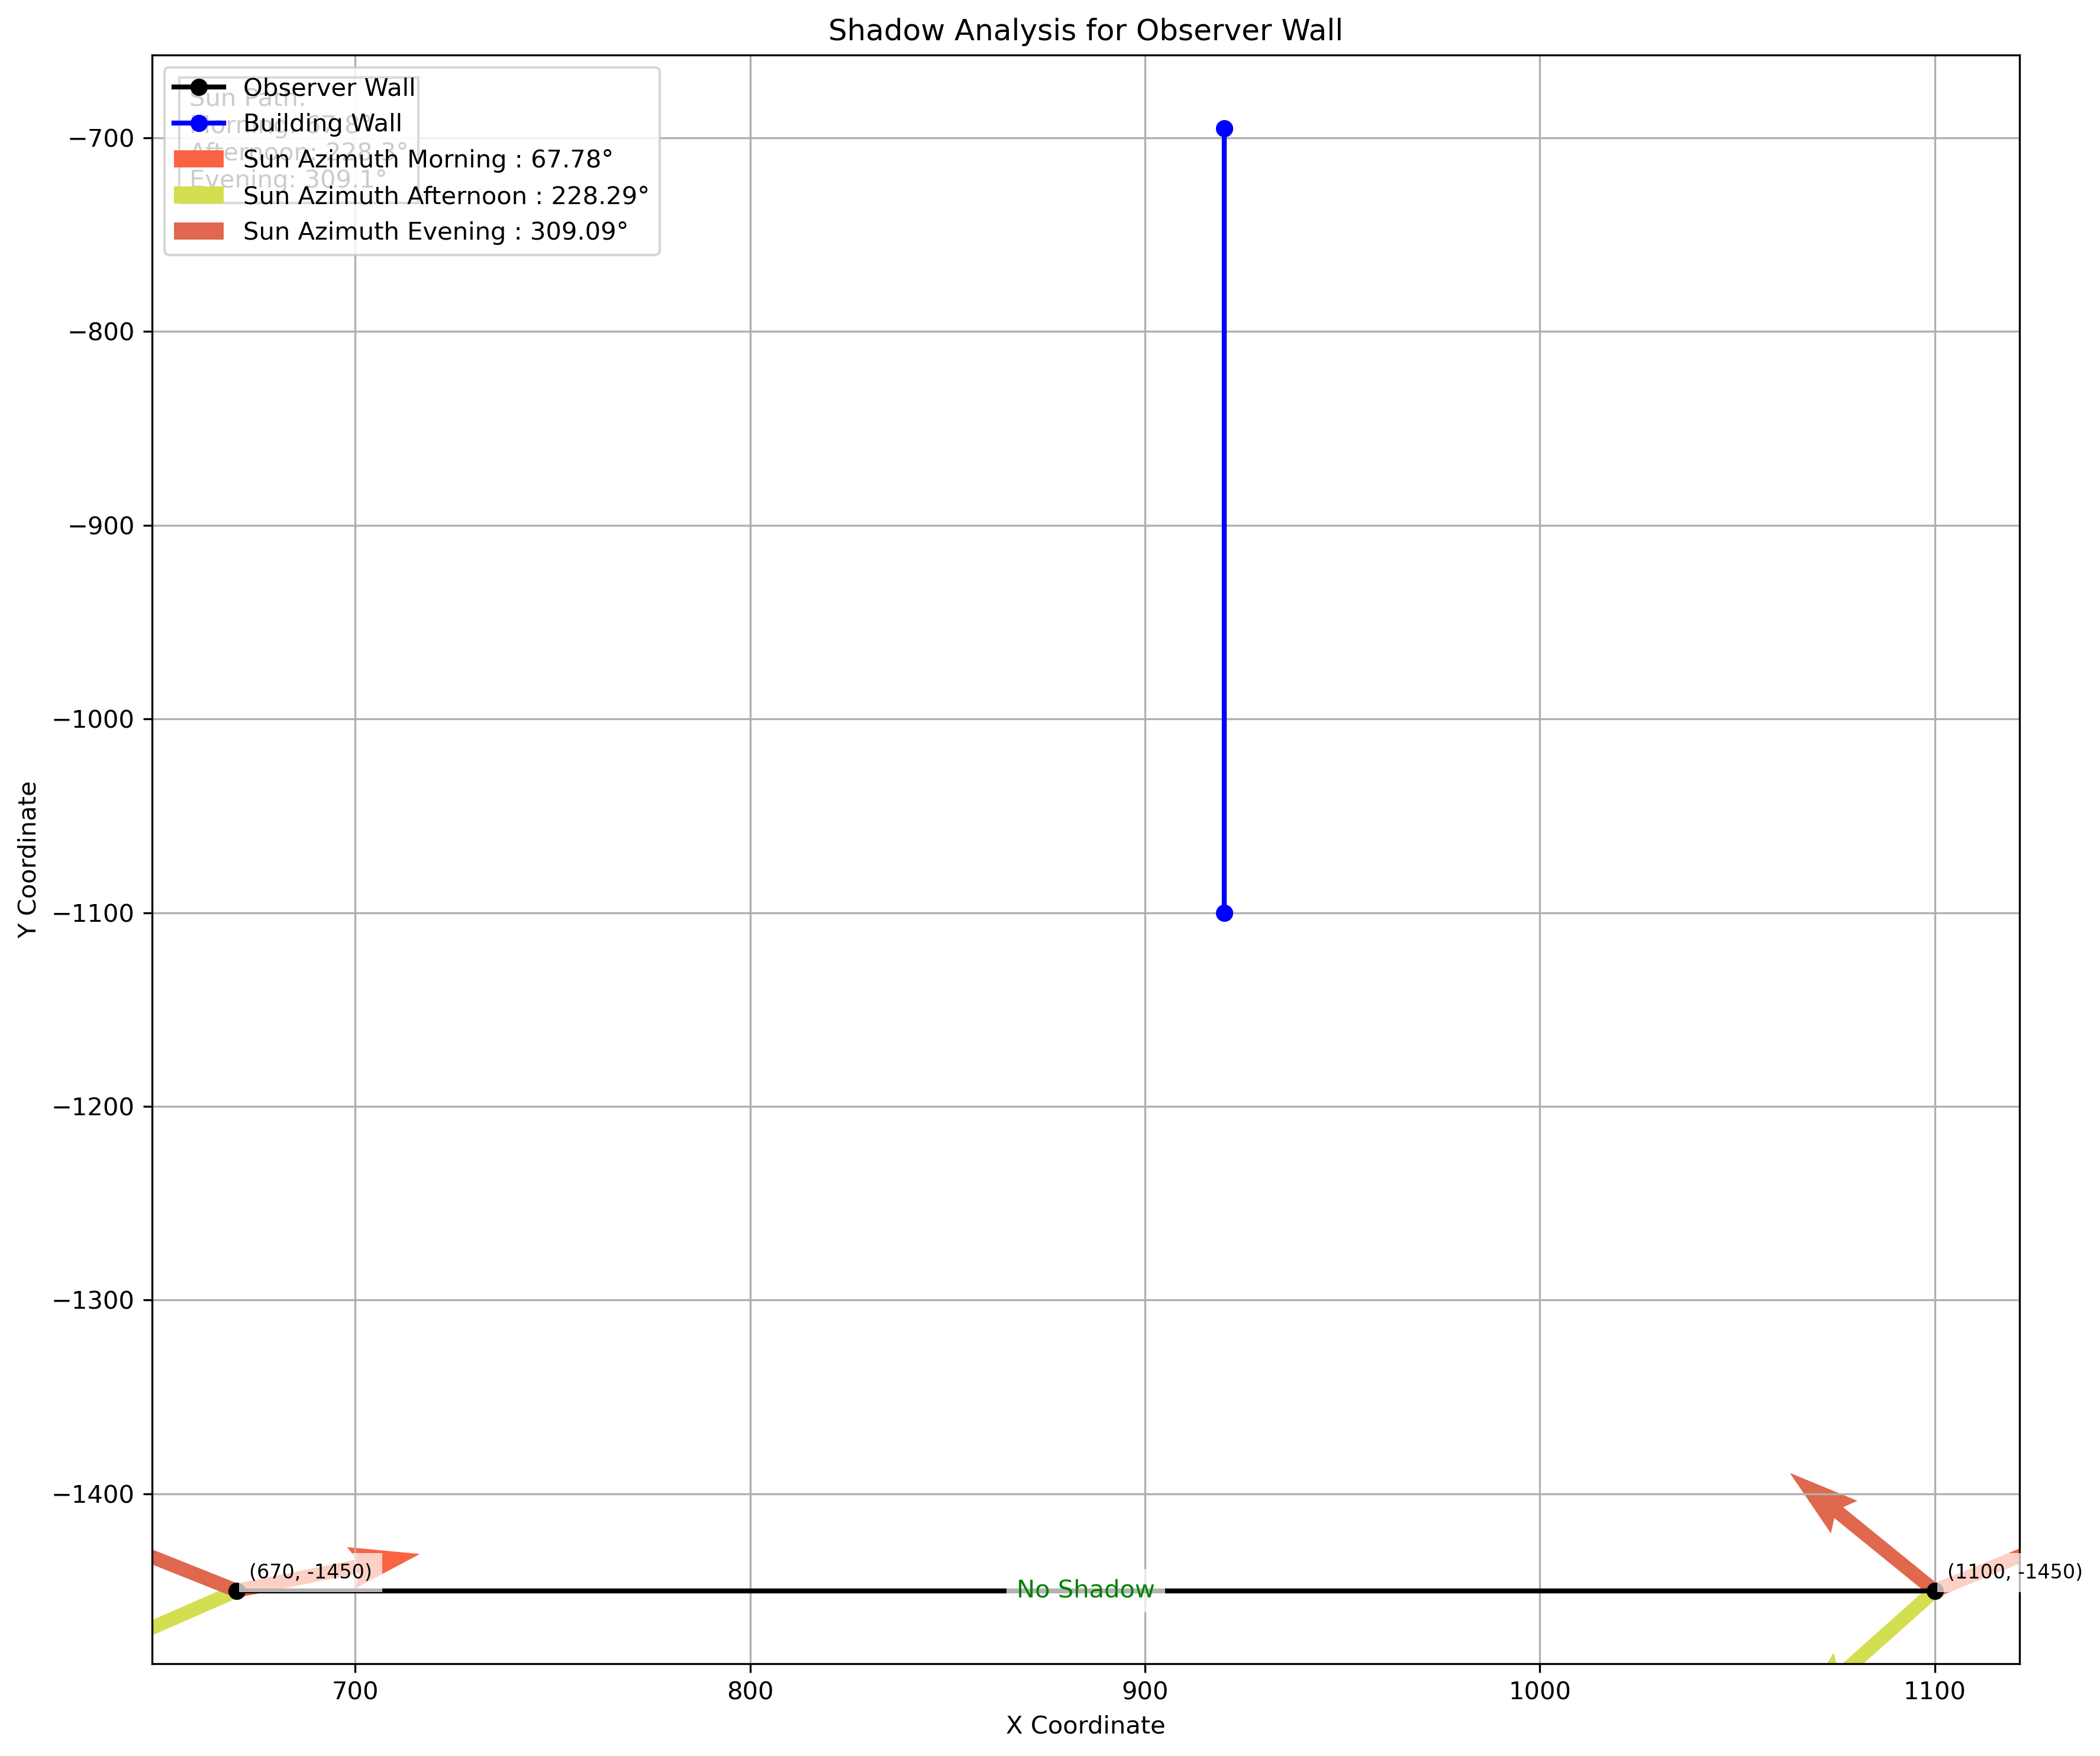 Shadow Analysis for Observer Wall
Observer Wall
Building Wall
Sun Azimuth Morning : 67.78°
Sun Azimuth Afternoon : 228.29°
Sun Azimuth Evening : 309.09°
Sun Path:
Morning: 67.8°
Afternoon: 228.3°
Evening: 309.1°
Y Coordinate
−700
−800
−900
−1000
−1100
−1200
−1300
−1400
(670, -1450)
No Shadow
(1100, -1450)
700
800
900
1000
1100
X Coordinate